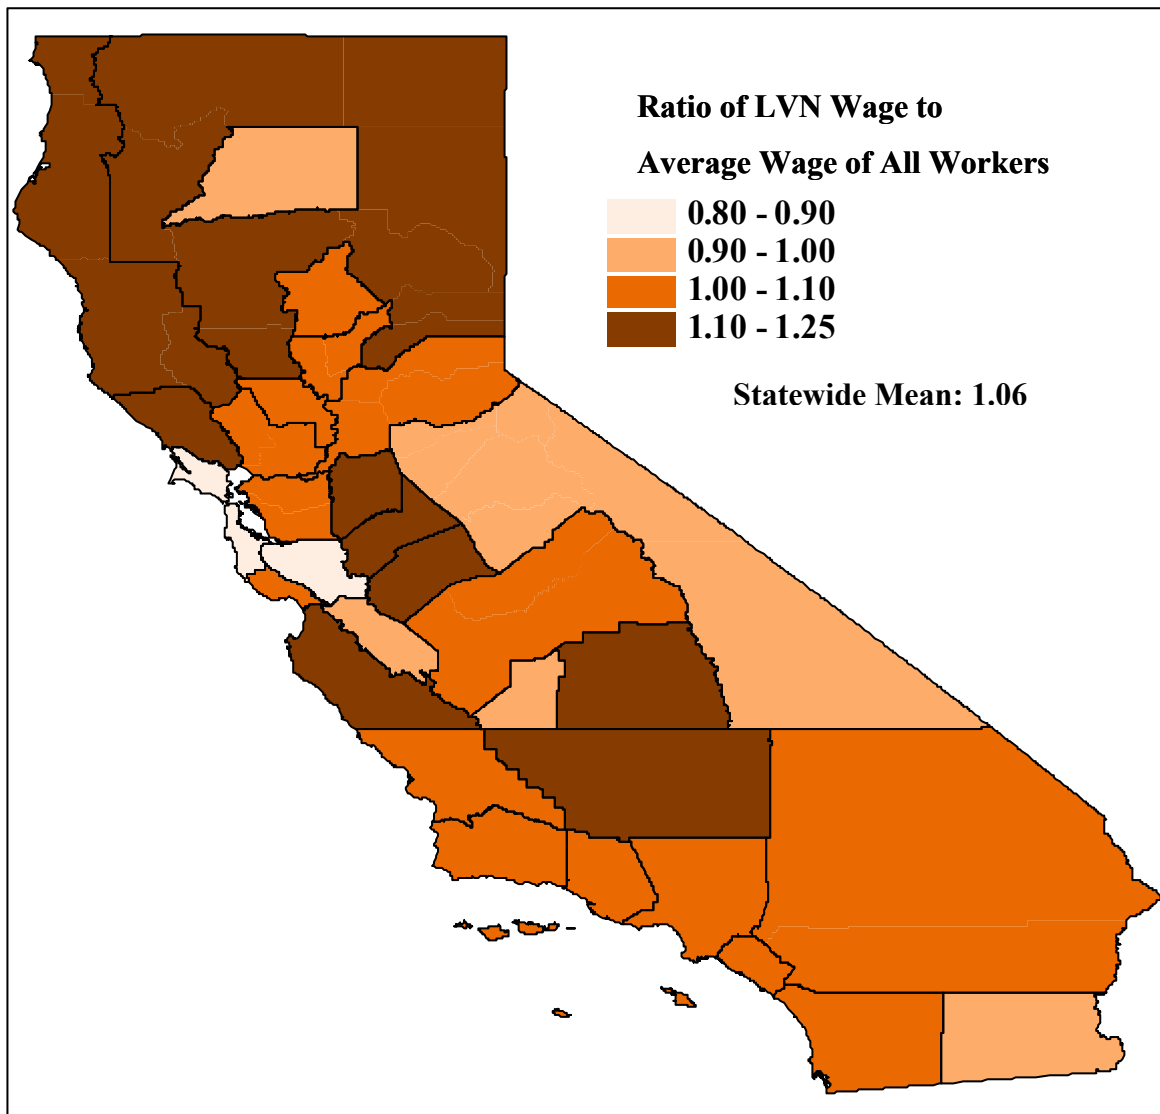 Ratio of LVN Wage to
Average Wage of All Workers
0.80 - 0.90
0.90 - 1.00
1.00 - 1.10
1.10 - 1.25
Statewide Mean: 1.06